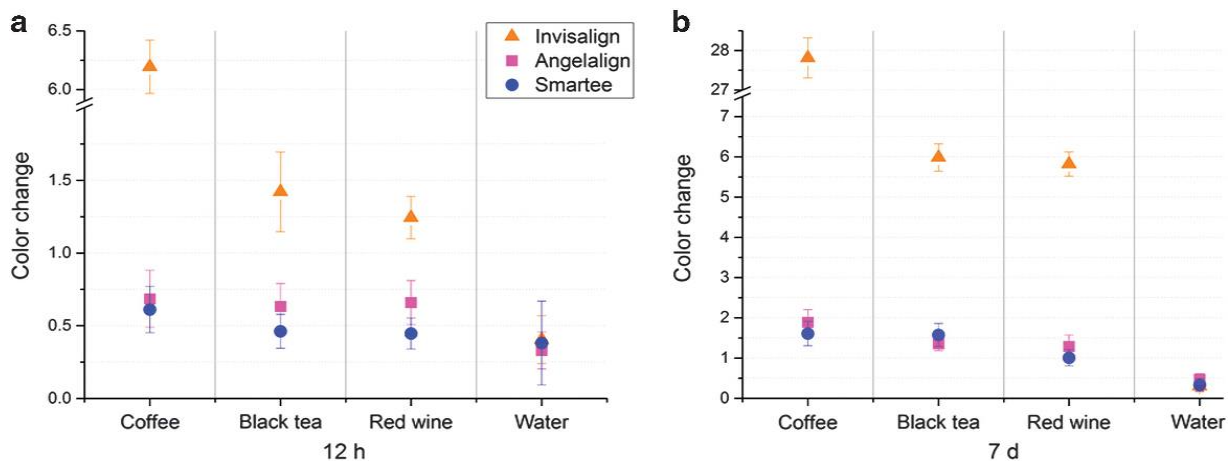 a
6.5
6.0
1.5
1.0
0.5
0.0
Color change
Invisalign
Angelalign
Smartee
Coffee Black tea Red wine Water
12 h
b
28
27
7
6
5
4
3
2
1
0
Color change
Coffee Black tea Red wine Water
7 d